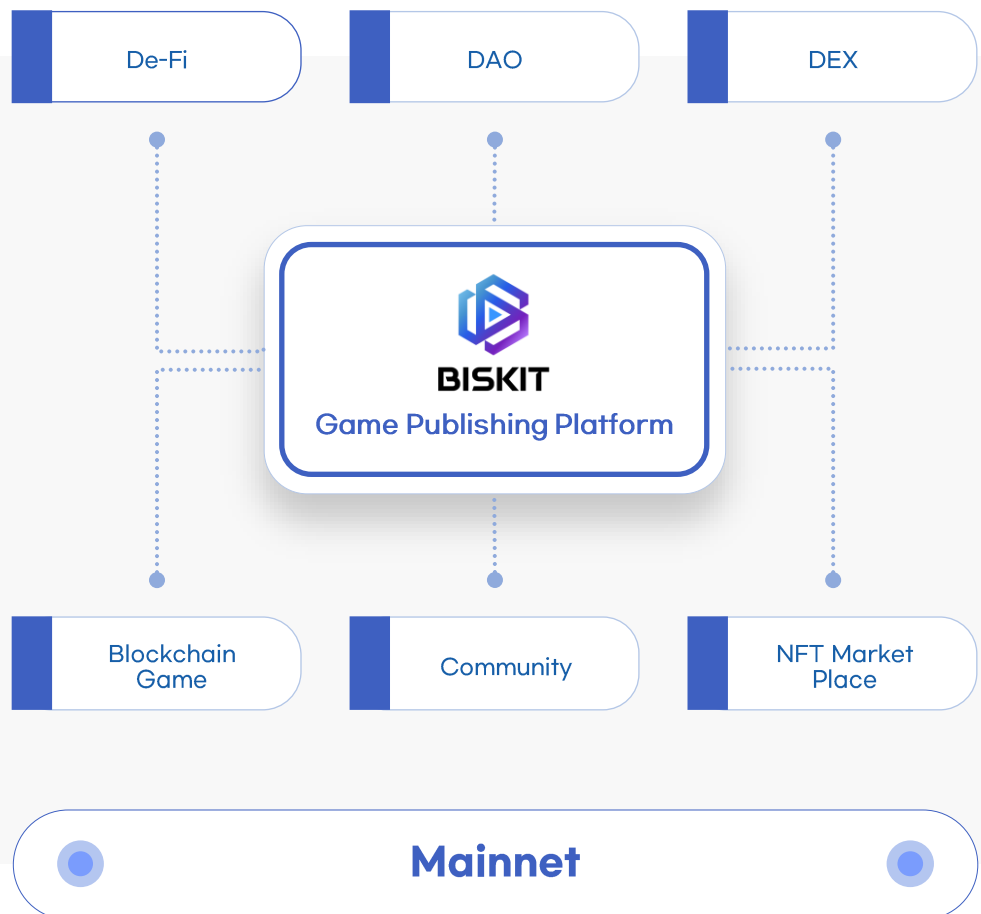 De-Fi
DAO
DEX
BISKIT
Game Publishing Platform
Blockchain
Game
Community
NFT Market
Place
Mainnet